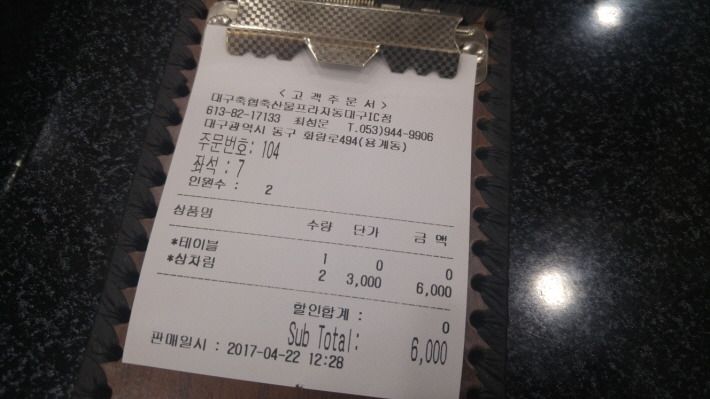 < 고 객 주 문 서 >
대구축협축산물프라자동대구IC점
613-82-17133 최성문 T.053)944-9906
대구광역시 동구 화랑로494(용계동)
주문번호: 104
좌석 : 7
인원수 : 2
상품명 수량 단가 금 액
*테이블 1 0 0
*상차림 2 3,000 6,000
할인합계 : 0
Sub Total: 6,000
판매일시 : 2017-04-22 12:28